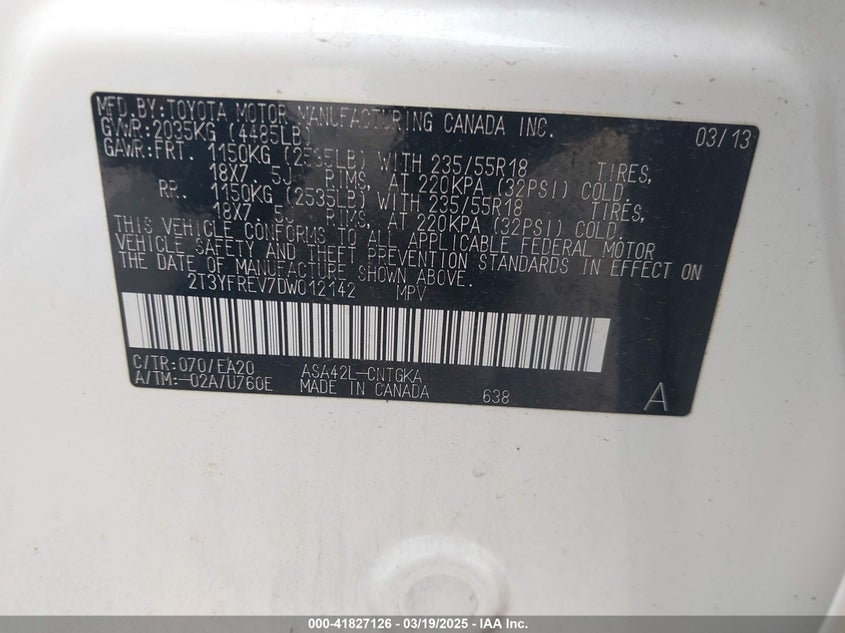 MFD.BY:TOYOTA MOTOR MANUFACTURING CANADA INC. 03/13
GVWR:2035KG (4485LB)
GAWR:FRT. 1150KG (2535LB) WITH 235/55R18 TIRES,
18X7. 5J RIMS, AT 220KPA (32PSI) COLD.
RR. 1150KG (2535LB) WITH 235/55R18 TIRES,
18X7. 5J RIMS, AT 220KPA (32PSI) COLD.
THIS VEHICLE CONFORMS TO ALL APPLICABLE FEDERAL MOTOR
VEHICLE SAFETY AND THEFT PREVENTION STANDARDS IN EFFECT ON
THE DATE OF MANUFACTURE SHOWN ABOVE.
2T3YFREV7DW012142 MPV
C/TR:070/EA20 ASA42L-CNTGKA
A/TM:-02A/U760E MADE IN CANADA 638 A
000-41827126 - 03/19/2025 - IAA Inc.